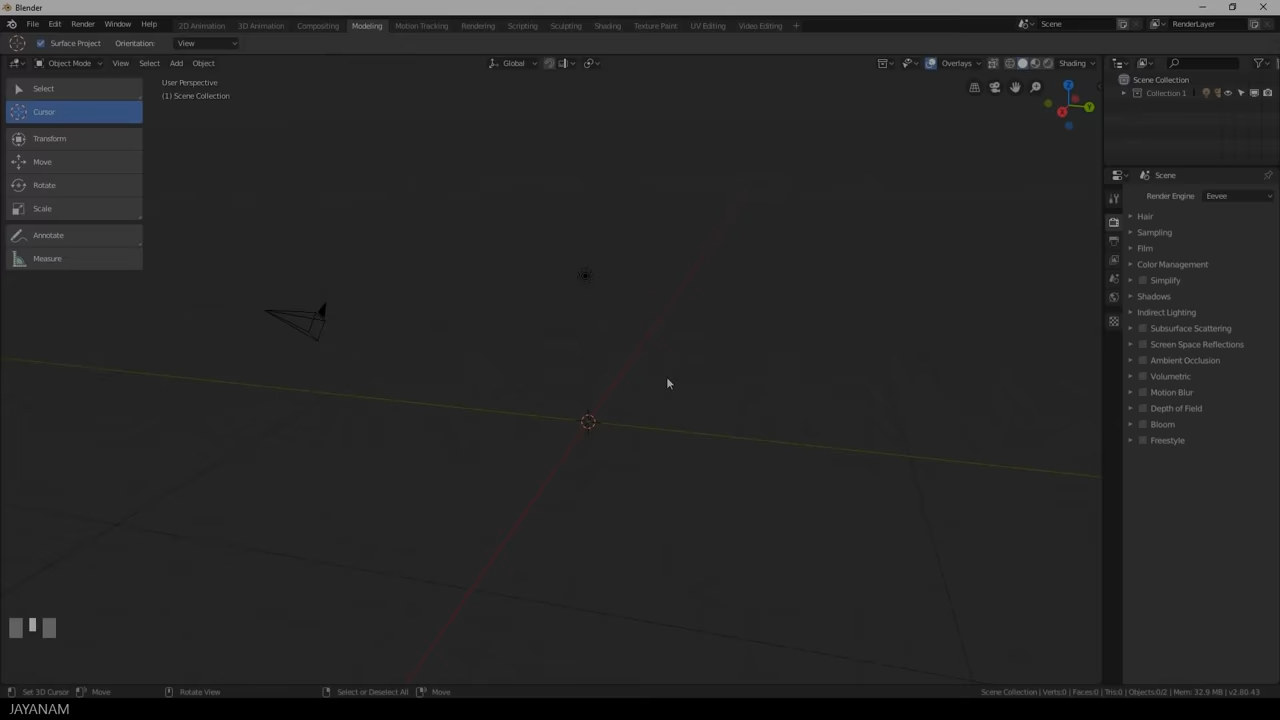 Blender
File Edit Render Window Help 2D Animation 3D Animation Compositing Modeling Motion Tracking Rendering Scripting Sculpting Shading Texture Paint UV Editing Video Editing + Scene RenderLayer
Surface Project Orientation: View
Object Mode View Select Add Object Global Overlays Shading
User Perspective
(1) Scene Collection
Select
Cursor
Transform
Move
Rotate
Scale
Annotate
Measure
Z
Y
X
Scene Collection
Collection 1
Scene
Render Engine Eevee
Hair
Sampling
Film
Color Management
Simplify
Shadows
Indirect Lighting
Subsurface Scattering
Screen Space Reflections
Ambient Occlusion
Volumetric
Motion Blur
Depth of Field
Bloom
Freestyle
Set 3D Cursor Move Rotate View Select or Deselect All Move Scene Collection | Verts:0 | Faces:0 | Tris:0 | Objects:0/2 | Mem: 32.9 MB | v2.80.43
JAYANAM